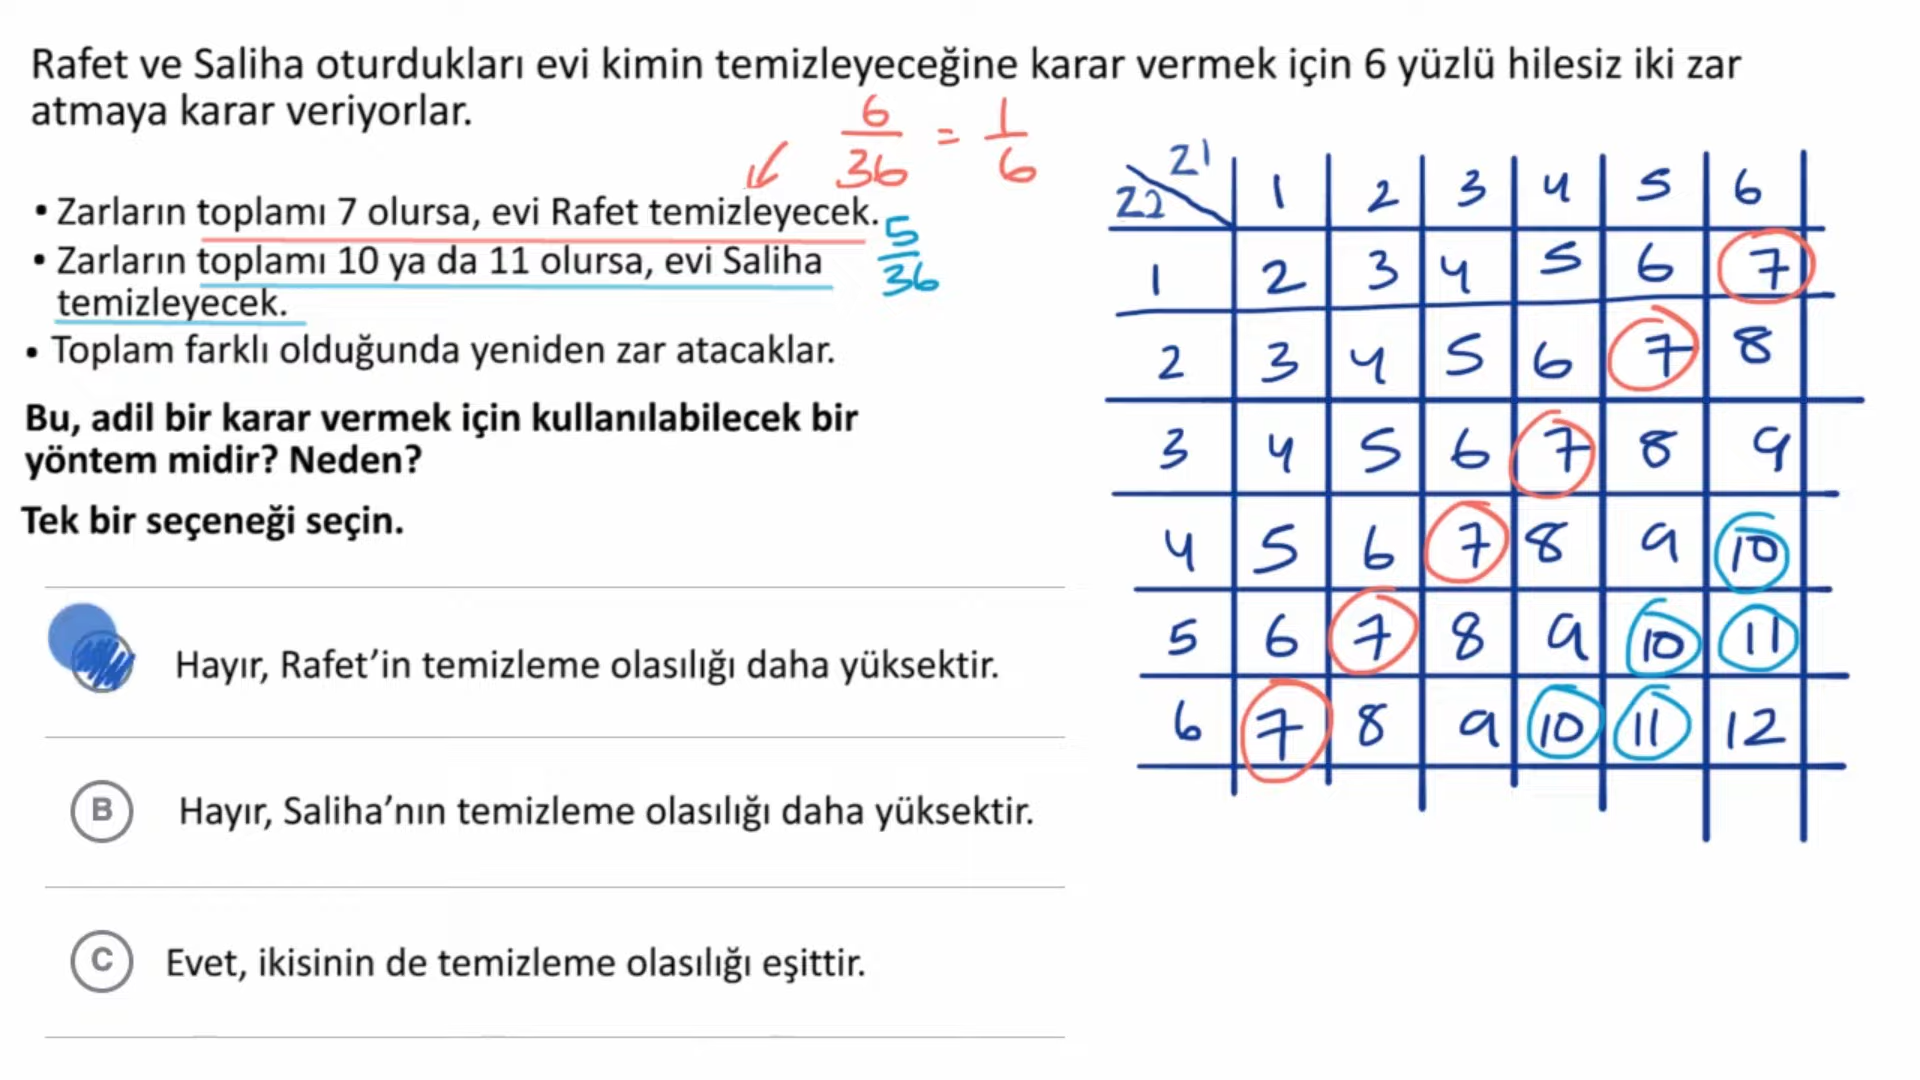 Rafet ve Saliha oturdukları evi kimin temizleyeceğine karar vermek için 6 yüzlü hilesiz iki zar
atmaya karar veriyorlar.
6/36 = 1/6
• Zarların toplamı 7 olursa, evi Rafet temizleyecek.
5/36
• Zarların toplamı 10 ya da 11 olursa, evi Saliha
temizleyecek.
• Toplam farklı olduğunda yeniden zar atacaklar.
Bu, adil bir karar vermek için kullanılabilecek bir
yöntem midir? Neden?
Tek bir seçeneği seçin.
Hayır, Rafet’in temizleme olasılığı daha yüksektir.
B Hayır, Saliha’nın temizleme olasılığı daha yüksektir.
C Evet, ikisinin de temizleme olasılığı eşittir.
Z1
Z2 1 2 3 4 5 6
1 2 3 4 5 6 7
2 3 4 5 6 7 8
3 4 5 6 7 8 9
4 5 6 7 8 9 10
5 6 7 8 9 10 11
6 7 8 9 10 11 12